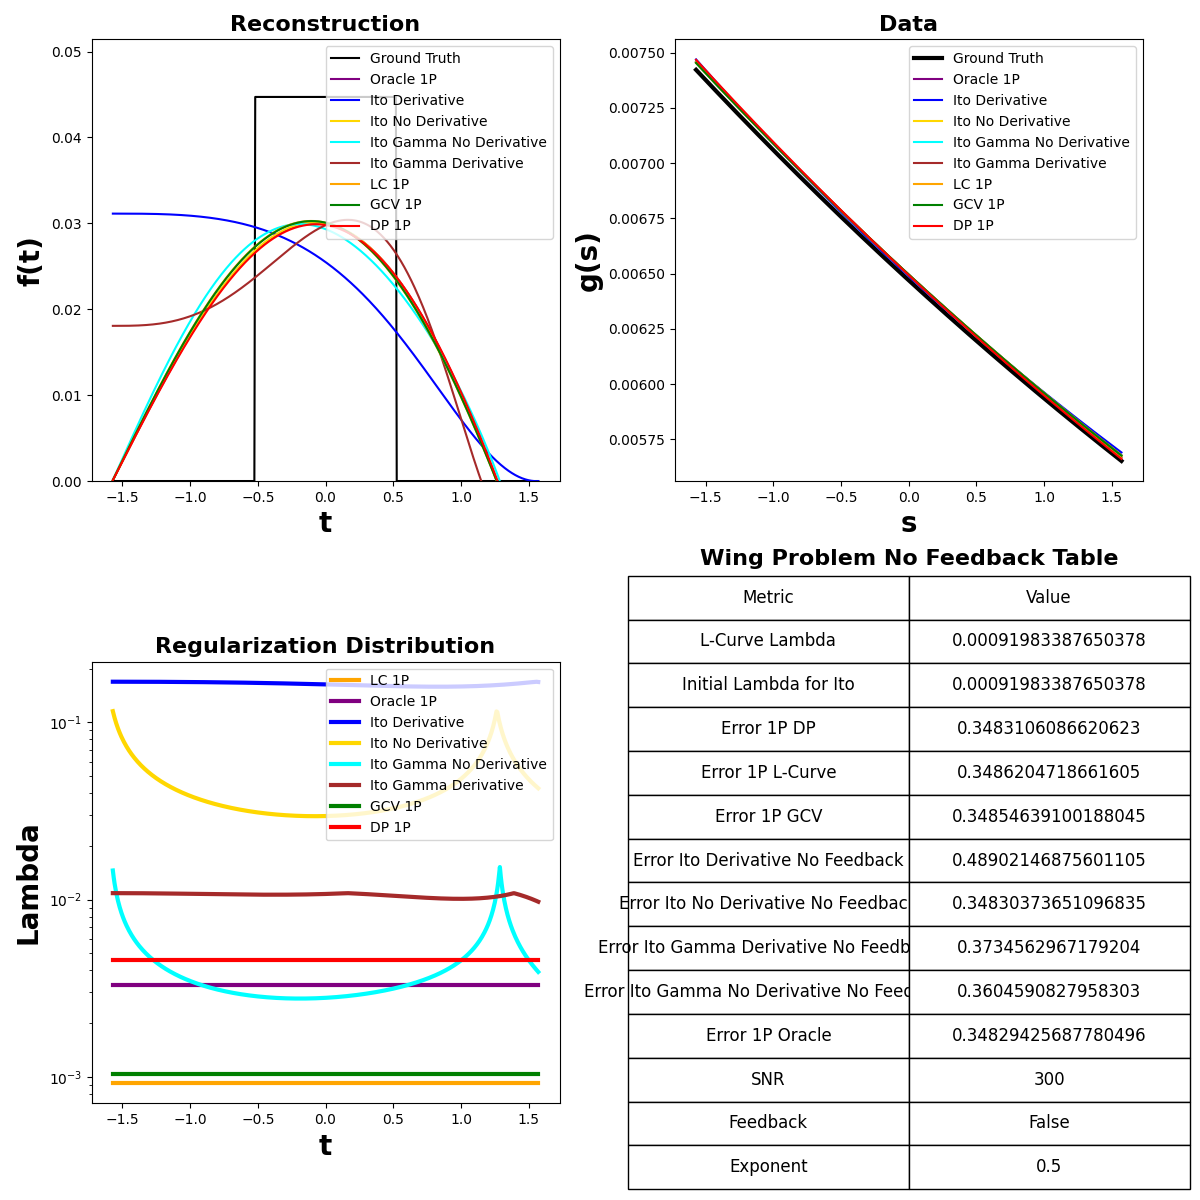 Reconstruction
0.05
0.04
0.03
0.02
0.01
0.00
f(t)
Ground Truth
Oracle 1P
Ito Derivative
Ito No Derivative
Ito Gamma No Derivative
Ito Gamma Derivative
LC 1P
GCV 1P
DP 1P
−1.5 −1.0 −0.5 0.0 0.5 1.0 1.5
t
Data
0.00750
0.00725
0.00700
0.00675
0.00650
0.00625
0.00600
0.00575
g(s)
Ground Truth
Oracle 1P
Ito Derivative
Ito No Derivative
Ito Gamma No Derivative
Ito Gamma Derivative
LC 1P
GCV 1P
DP 1P
−1.5 −1.0 −0.5 0.0 0.5 1.0 1.5
s
Regularization Distribution
10−1
10−2
10−3
Lambda
LC 1P
Oracle 1P
Ito Derivative
Ito No Derivative
Ito Gamma No Derivative
Ito Gamma Derivative
GCV 1P
DP 1P
−1.5 −1.0 −0.5 0.0 0.5 1.0 1.5
t
Wing Problem No Feedback Table
Metric Value
L-Curve Lambda 0.00091983387650378
Initial Lambda for Ito 0.00091983387650378
Error 1P DP 0.3483106086620623
Error 1P L-Curve 0.3486204718661605
Error 1P GCV 0.34854639100188045
Error Ito Derivative No Feedback 0.48902146875601105
Error Ito No Derivative No Feedbac 0.34830373651096835
Error Ito Gamma Derivative No Feedb 0.3734562967179204
Error Ito Gamma No Derivative No Feed 0.3604590827958303
Error 1P Oracle 0.34829425687780496
SNR 300
Feedback False
Exponent 0.5